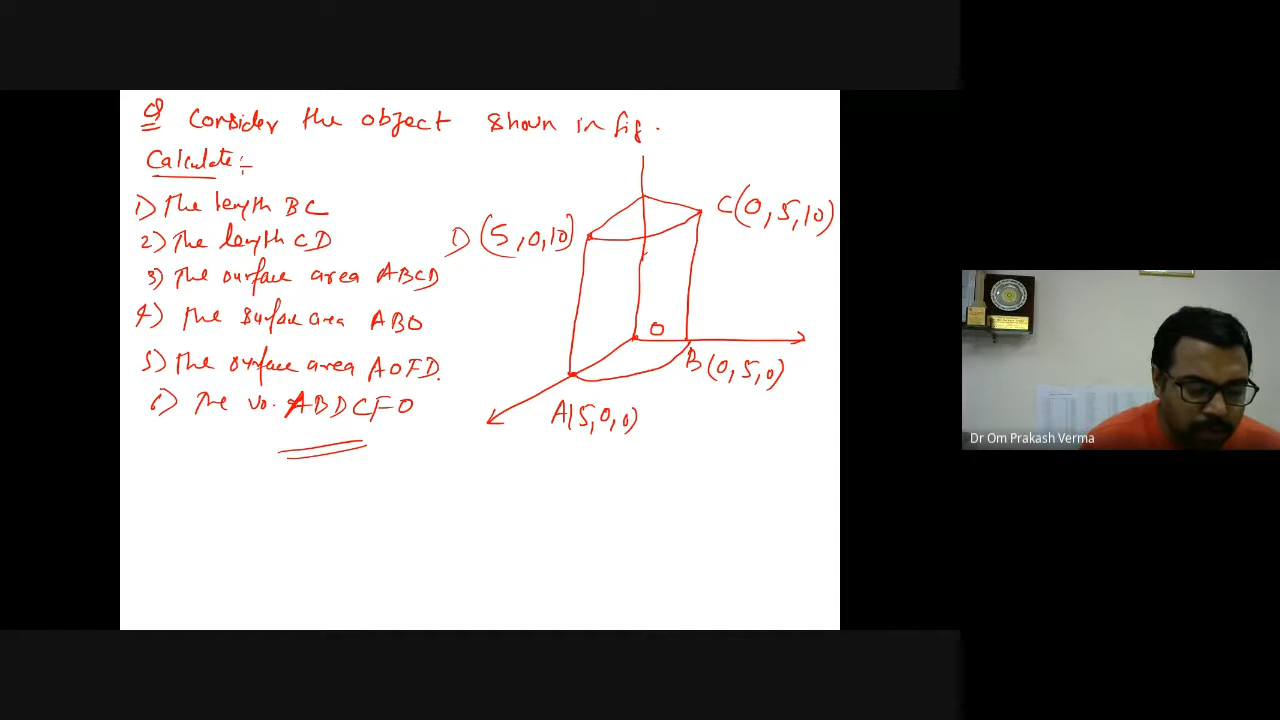 Q Consider the object shown in fig.
Calculate :-
1) The length BC
2) The length CD
3) The surface area ABCD
4) The surface area ABO
5) The surface area AOFD.
6) The vo. ABDCFO
C(0, 5, 10)
D (5, 0, 10)
O
B (0, 5, 0)
A(5, 0, 0)
Dr Om Prakash Verma